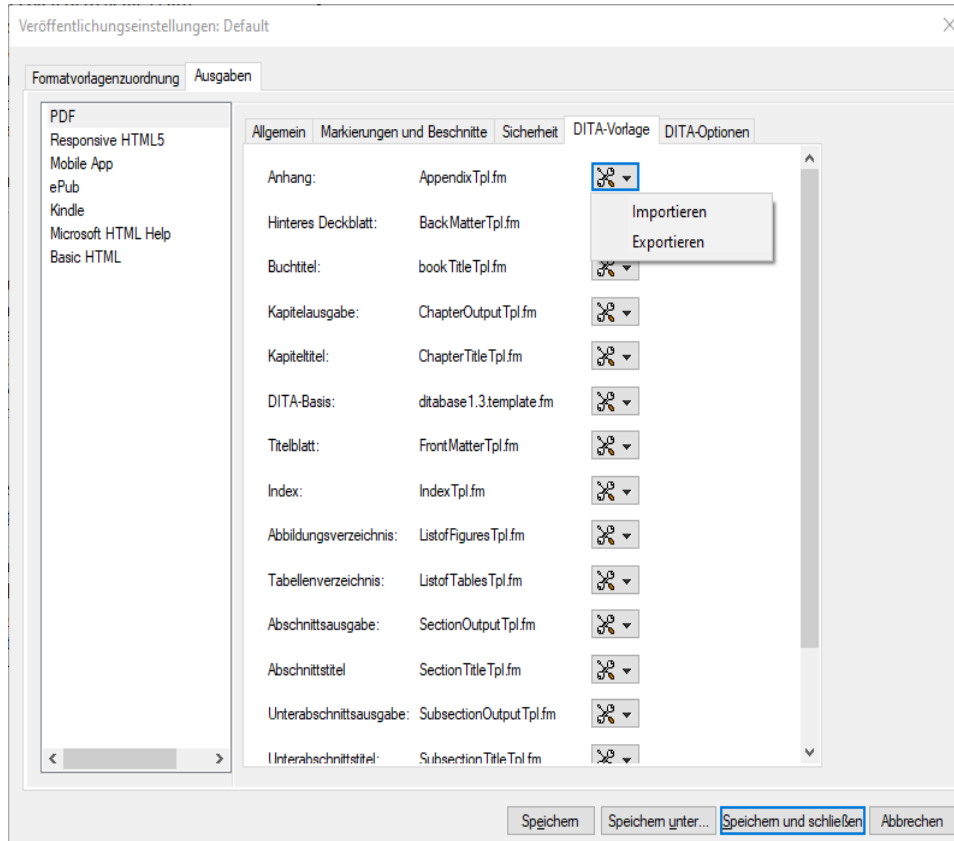 Veröffentlichungseinstellungen: Default
Formatvorlagenzuordnung Ausgaben
PDF
Responsive HTML5
Mobile App
ePub
Kindle
Microsoft HTML Help
Basic HTML
Allgemein Markierungen und Beschnitte Sicherheit DITA-Vorlage DITA-Optionen
Anhang: AppendixTpl.fm
Importieren
Exportieren
Hinteres Deckblatt: BackMatterTpl.fm
Buchtitel: bookTitleTpl.fm
Kapitelausgabe: ChapterOutputTpl.fm
Kapiteltitel: ChapterTitleTpl.fm
DITA-Basis: ditabase1.3.template.fm
Titelblatt: FrontMatterTpl.fm
Index: IndexTpl.fm
Abbildungsverzeichnis: ListofFiguresTpl.fm
Tabellenverzeichnis: ListofTablesTpl.fm
Abschnittsausgabe: SectionOutputTpl.fm
Abschnittstitel SectionTitleTpl.fm
Unterabschnittsausgabe: SubsectionOutputTpl.fm
Unterabschnittstitel: SubsectionTitleTpl.fm
Speichern Speichern unter... Speichern und schließen Abbrechen